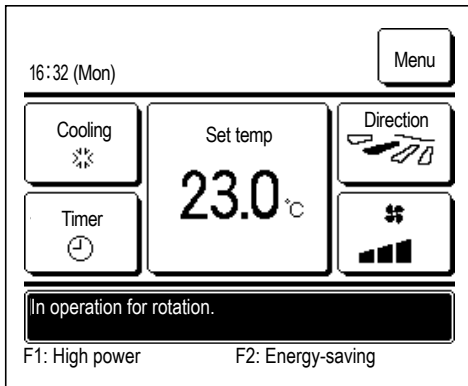 Menu
16:32 (Mon)
Cooling
Set temp
Direction
23.0 °C
Timer
In operation for rotation.
F1: High power F2: Energy-saving